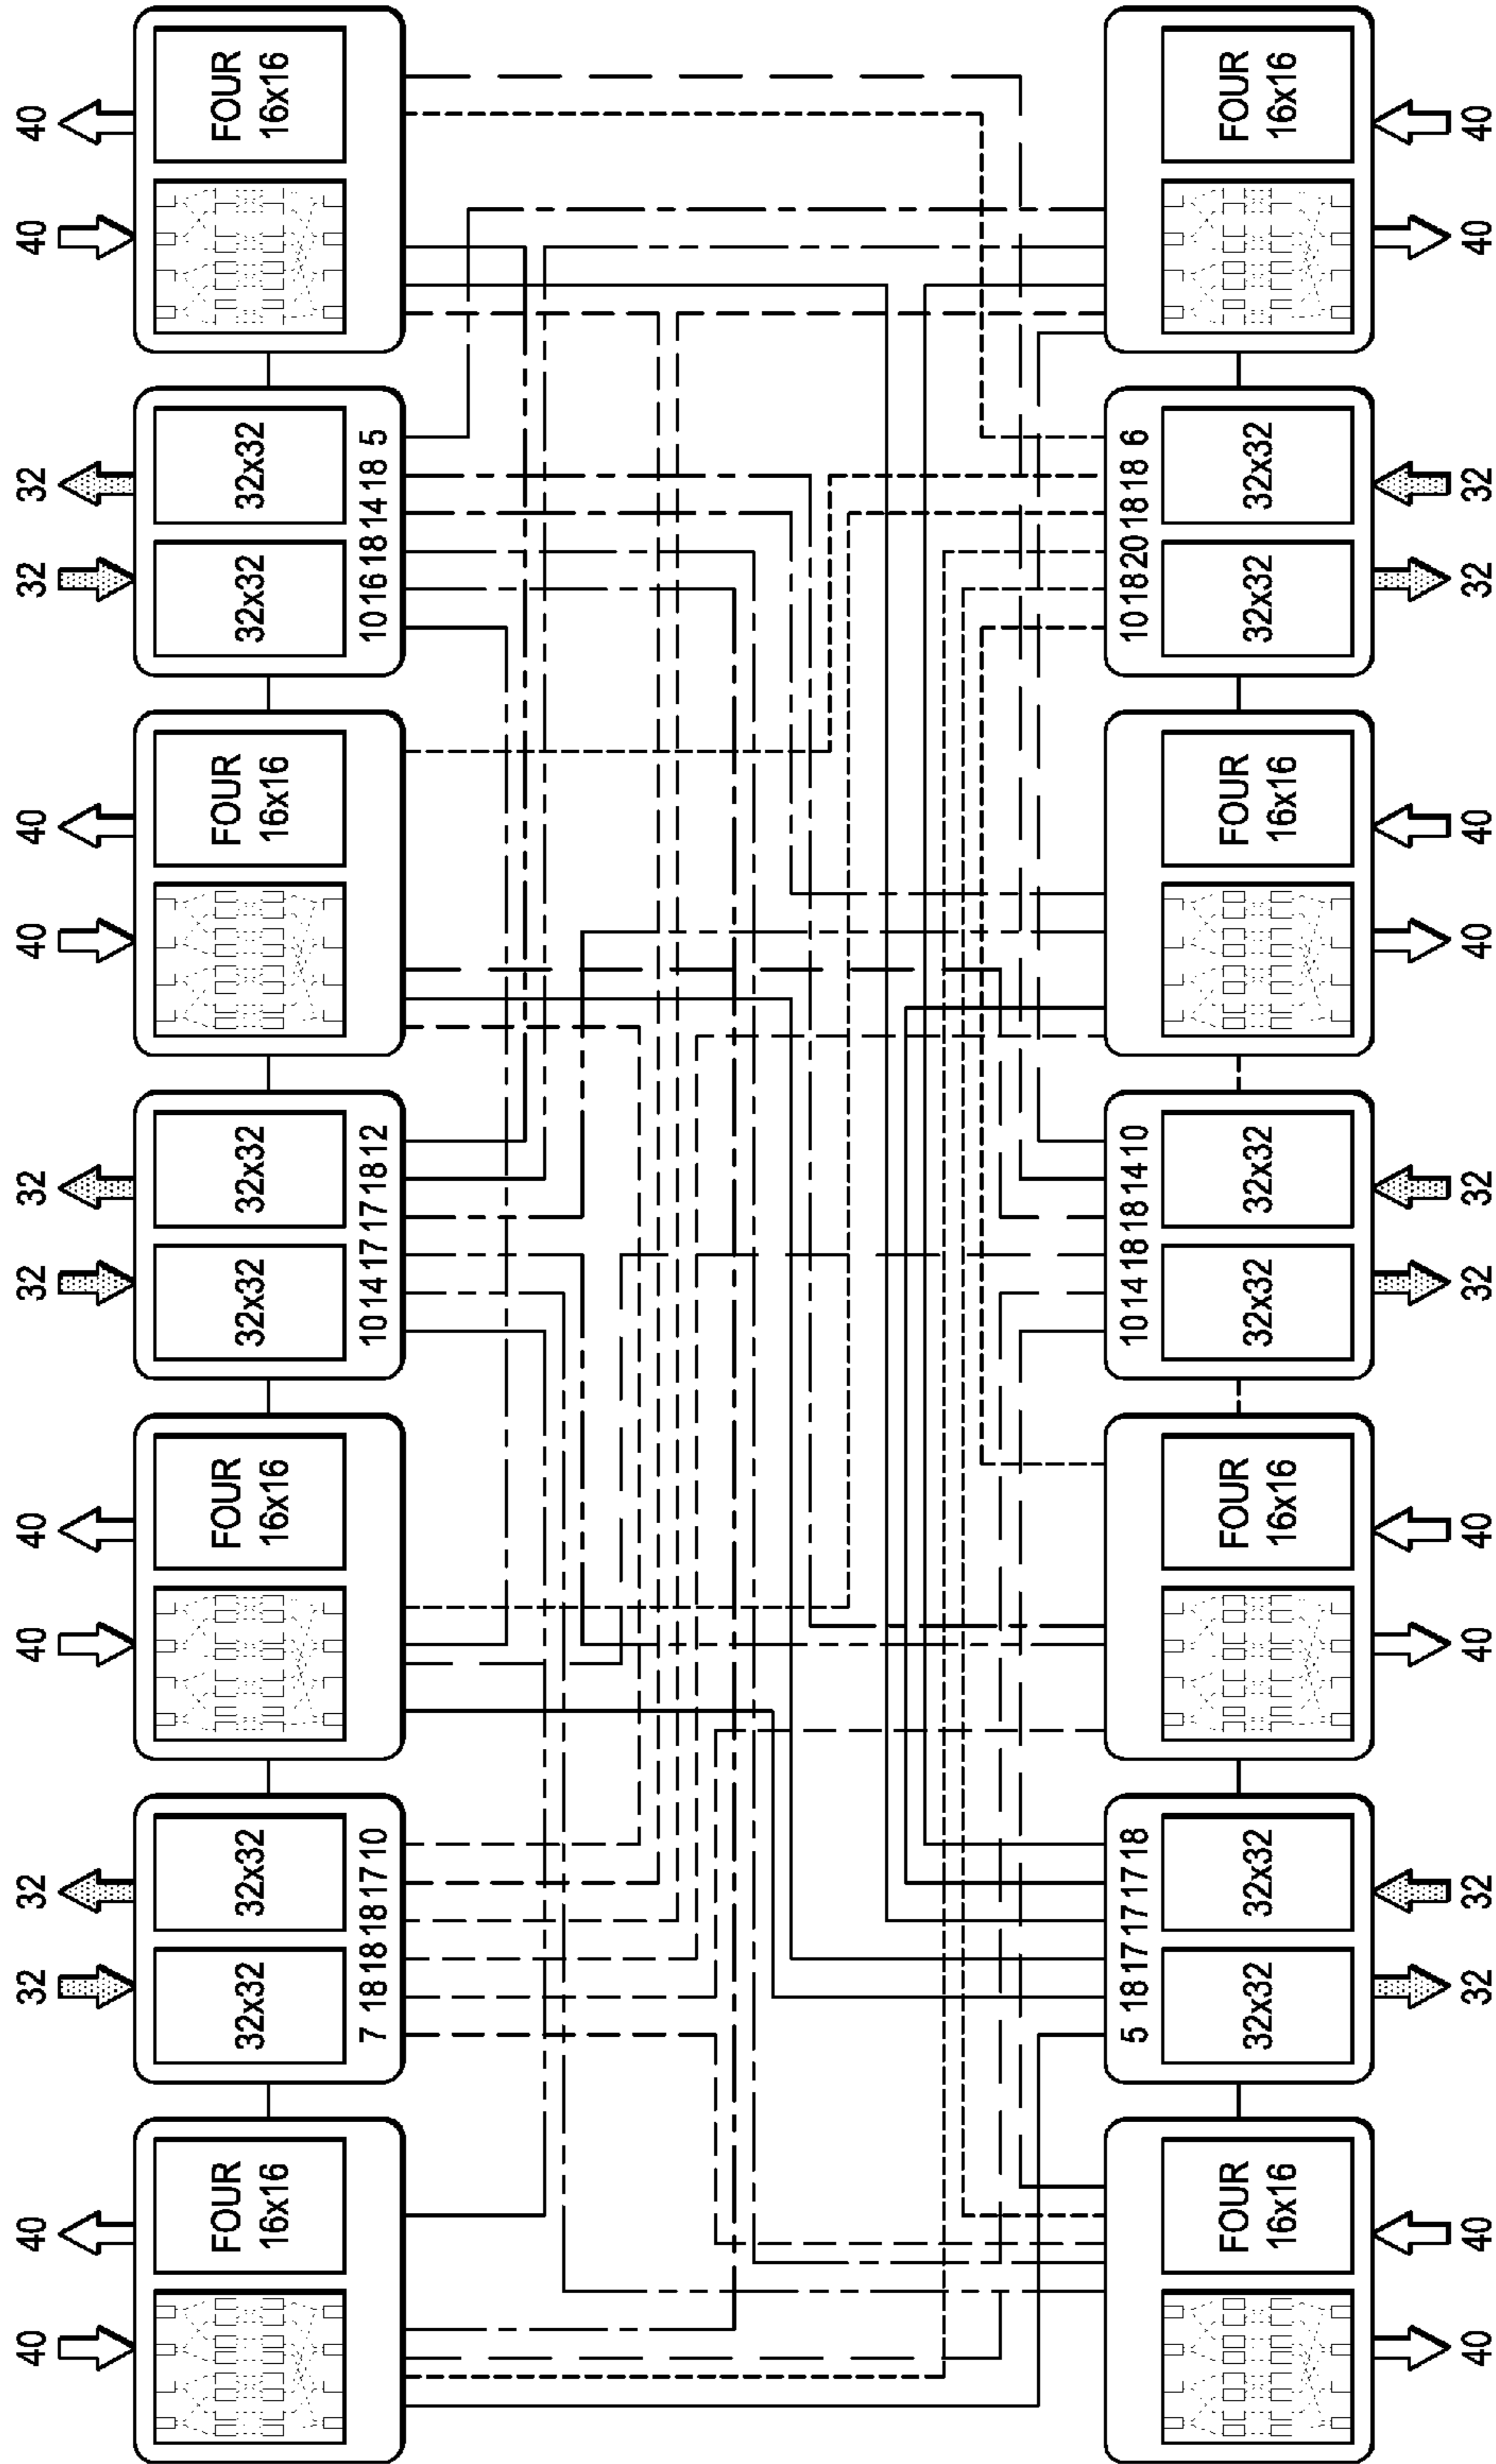 40 40 32 32 40 40 32 32 40 40 32 32 40 40
FOUR 32x32 32x32 FOUR 32x32 32x32 FOUR 32x32 32x32 FOUR
16x16 16x16 16x16 16x16
7 18 18 18 17 10 10 14 17 17 18 12 10 16 18 14 18 5
5 18 17 17 17 18 10 14 18 18 14 10 10 18 20 18 18 6
FOUR 32x32 32x32 FOUR 32x32 32x32 FOUR 32x32 32x32 FOUR
16x16 16x16 16x16 16x16
40 40 32 32 40 40 32 32 40 40 32 32 40 40